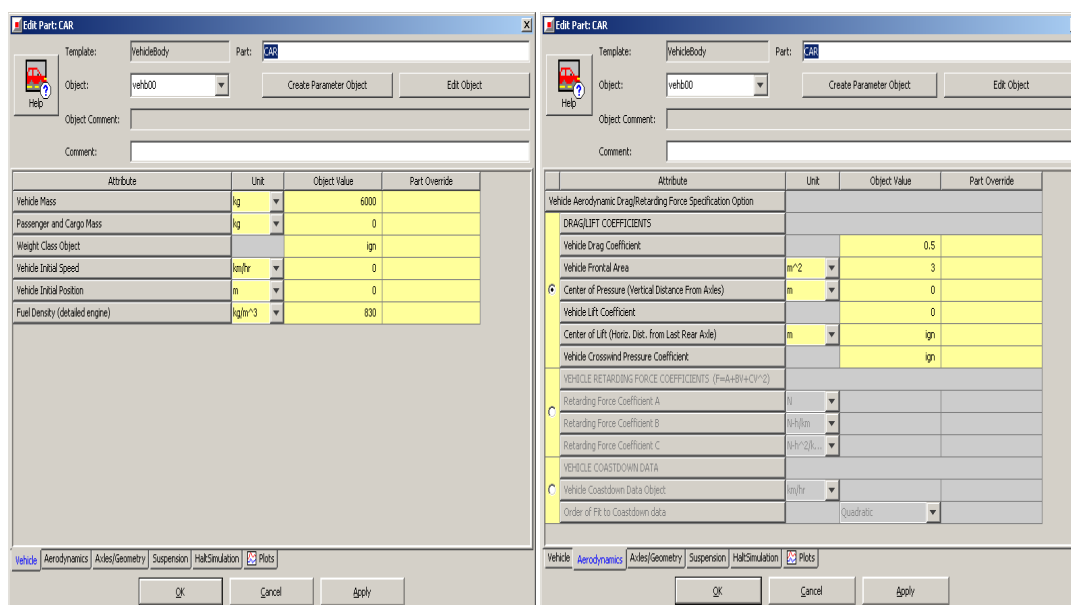 Edit Part: CAR
X
Template: VehicleBody Part: CAR
Help
Object: vehb00 Create Parameter Object Edit Object
Object Comment:
Comment:
Attribute Unit Object Value Part Override
Vehicle Mass kg 6000
Passenger and Cargo Mass kg 0
Weight Class Object ign
Vehicle Initial Speed km/hr 0
Vehicle Initial Position m 0
Fuel Density (detailed engine) kg/m^3 830
Vehicle Aerodynamics Axles/Geometry Suspension HaltSimulation Plots
OK Cancel Apply
Edit Part: CAR
Template: VehicleBody Part: CAR
Help
Object: vehb00 Create Parameter Object Edit Object
Object Comment:
Comment:
Attribute Unit Object Value Part Override
Vehicle Aerodynamic Drag/Retarding Force Specification Option
DRAG/LIFT COEFFICIENTS
Vehicle Drag Coefficient 0.5
Vehicle Frontal Area m^2 3
Center of Pressure (Vertical Distance From Axles) m 0
Vehicle Lift Coefficient 0
Center of Lift (Horiz. Dist. from Last Rear Axle) m ign
Vehicle Crosswind Pressure Coefficient ign
VEHICLE RETARDING FORCE COEFFICIENTS (F=A+BV+CV^2)
Retarding Force Coefficient A N
Retarding Force Coefficient B N-h/km
Retarding Force Coefficient C N-h^2/k...
VEHICLE COASTDOWN DATA
Vehicle Coastdown Data Object km/hr
Order of Fit to Coastdown data Quadratic
Vehicle Aerodynamics Axles/Geometry Suspension HaltSimulation Plots
OK Cancel Apply